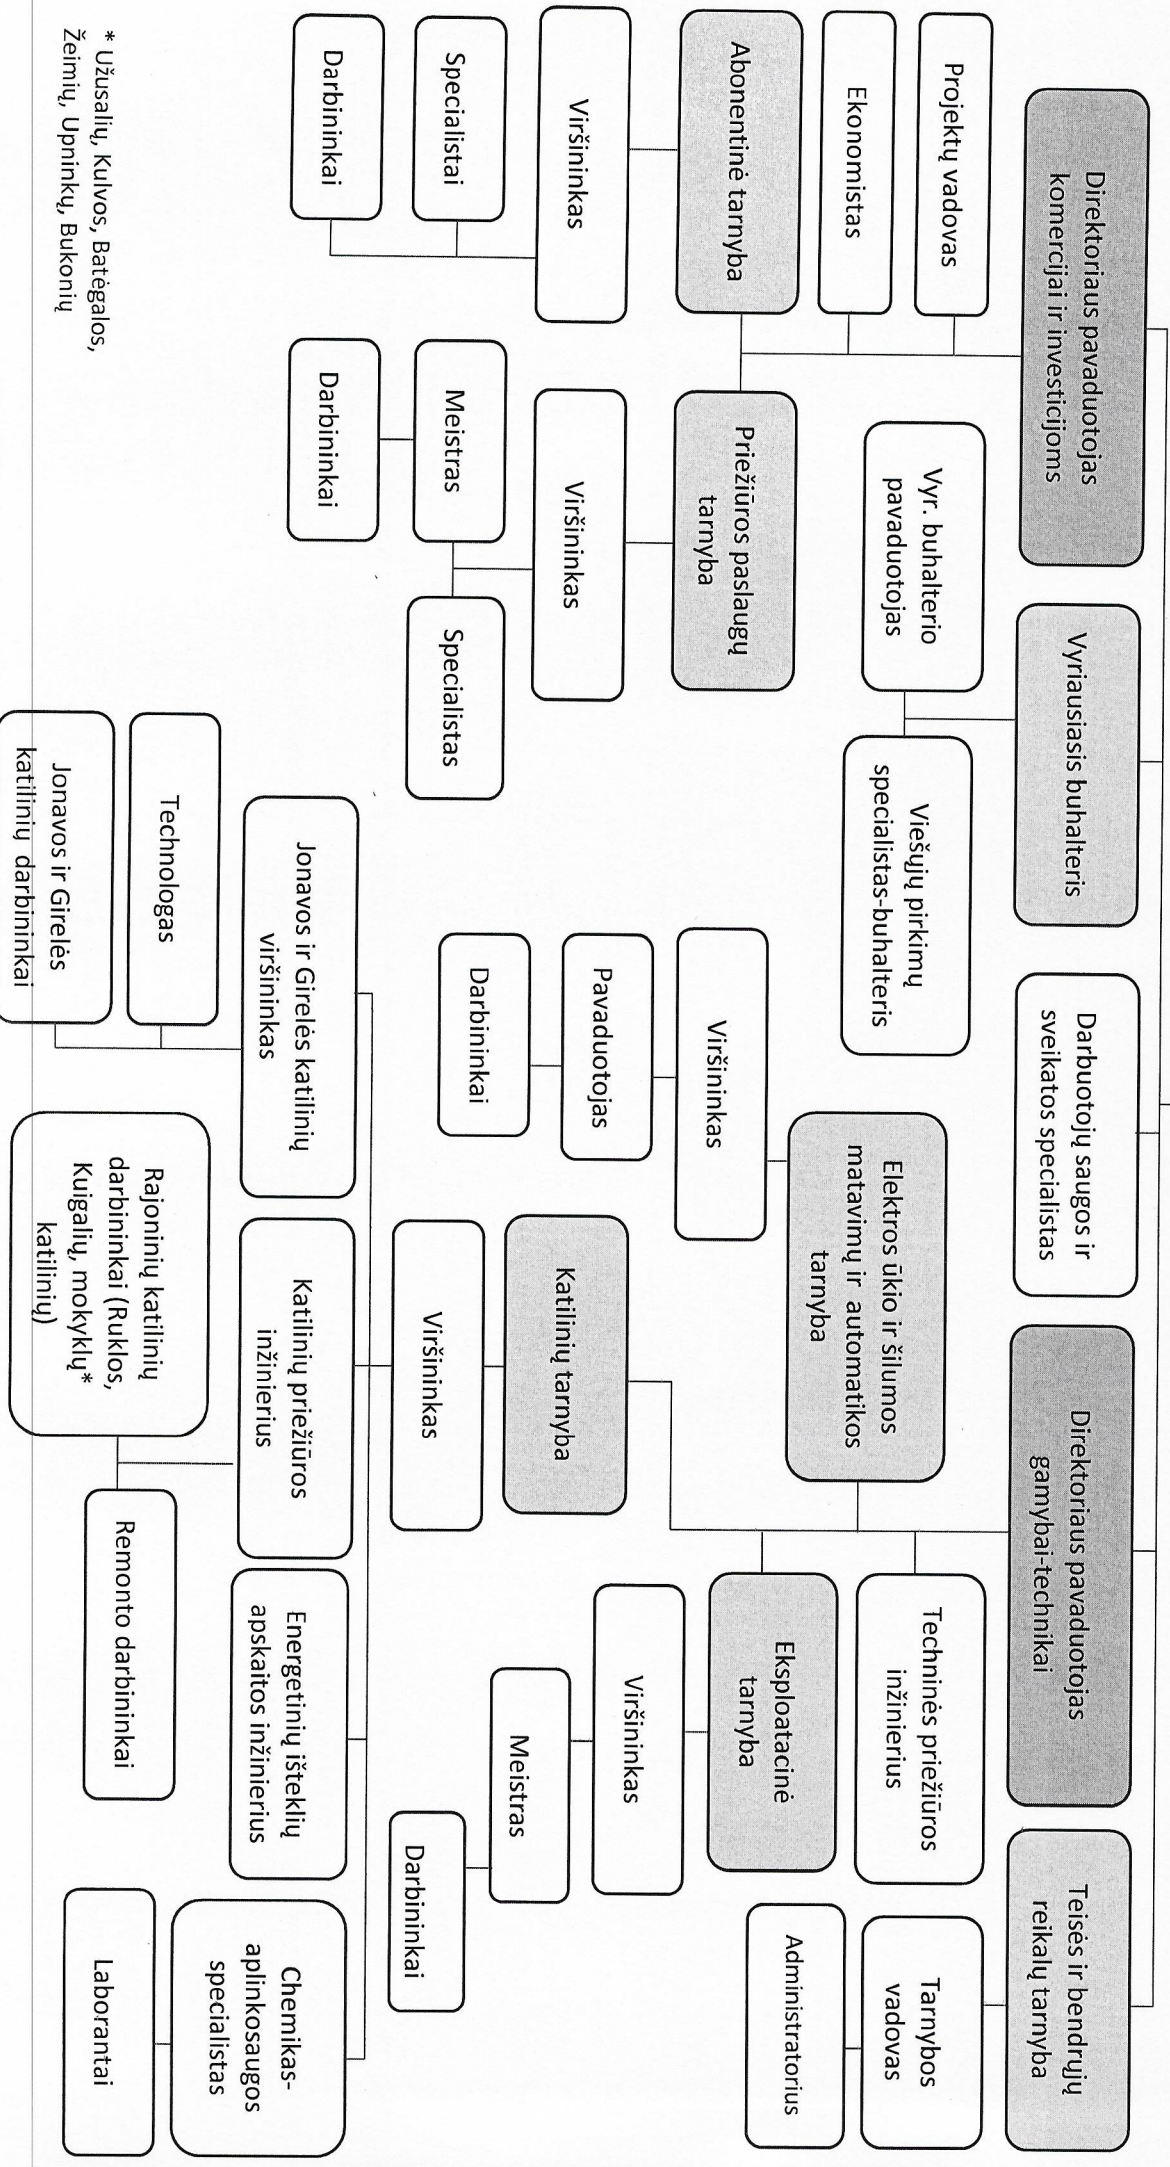 Direktoriaus pavaduotojas
komercijai ir investicijoms
Vyriausiasis buhalteris
Darbuotojų saugos ir
sveikatos specialistas
Direktoriaus pavaduotojas
gamybai-technikai
Teisės ir bendrųjų
reikalų tarnyba
Projektų vadovas
Ekonomistas
Abonentinė tarnyba
Viršininkas
Specialistai
Darbininkai
Priežiūros paslaugų
tarnyba
Viršininkas
Meistras
Darbininkai
Specialistas
Vyr. buhalterio
pavaduotojas
Viešųjų pirkimų
specialistas-buhalteris
Elektros ūkio ir šilumos
matavimų ir automatikos
tarnyba
Viršininkas
Pavaduotojas
Darbininkai
Techninės priežiūros
inžinierius
Eksploatacinė
tarnyba
Viršininkas
Meistras
Darbininkai
Tarnybos
vadovas
Administratorius
Katilinių tarnyba
Viršininkas
Jonavos ir Girelės katilinių
viršininkas
Technologas
Jonavos ir Girelės
katilinių darbininkai
Katilinių priežiūros
inžinierius
Rajoninių katilinių
darbininkai (Ruklos,
Kuigalių, mokyklų*
katilinių)
Remonto darbininkai
Energetinių išteklių
apskaitos inžinierius
Chemikas-
aplinkosaugos
specialistas
Laborantai
* Užusalių, Kulvos, Batėgalos,
Žeimių, Upninkų, Bukonių